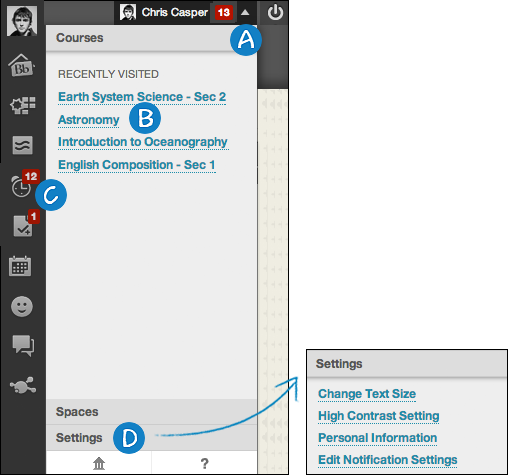 Chris Casper 13
A
Courses
Bb
RECENTLY VISITED
Earth System Science - Sec 2
Astronomy B
Introduction to Oceanography
English Composition - Sec 1
12
C
1
Spaces
Settings D
?
Settings
Change Text Size
High Contrast Setting
Personal Information
Edit Notification Settings